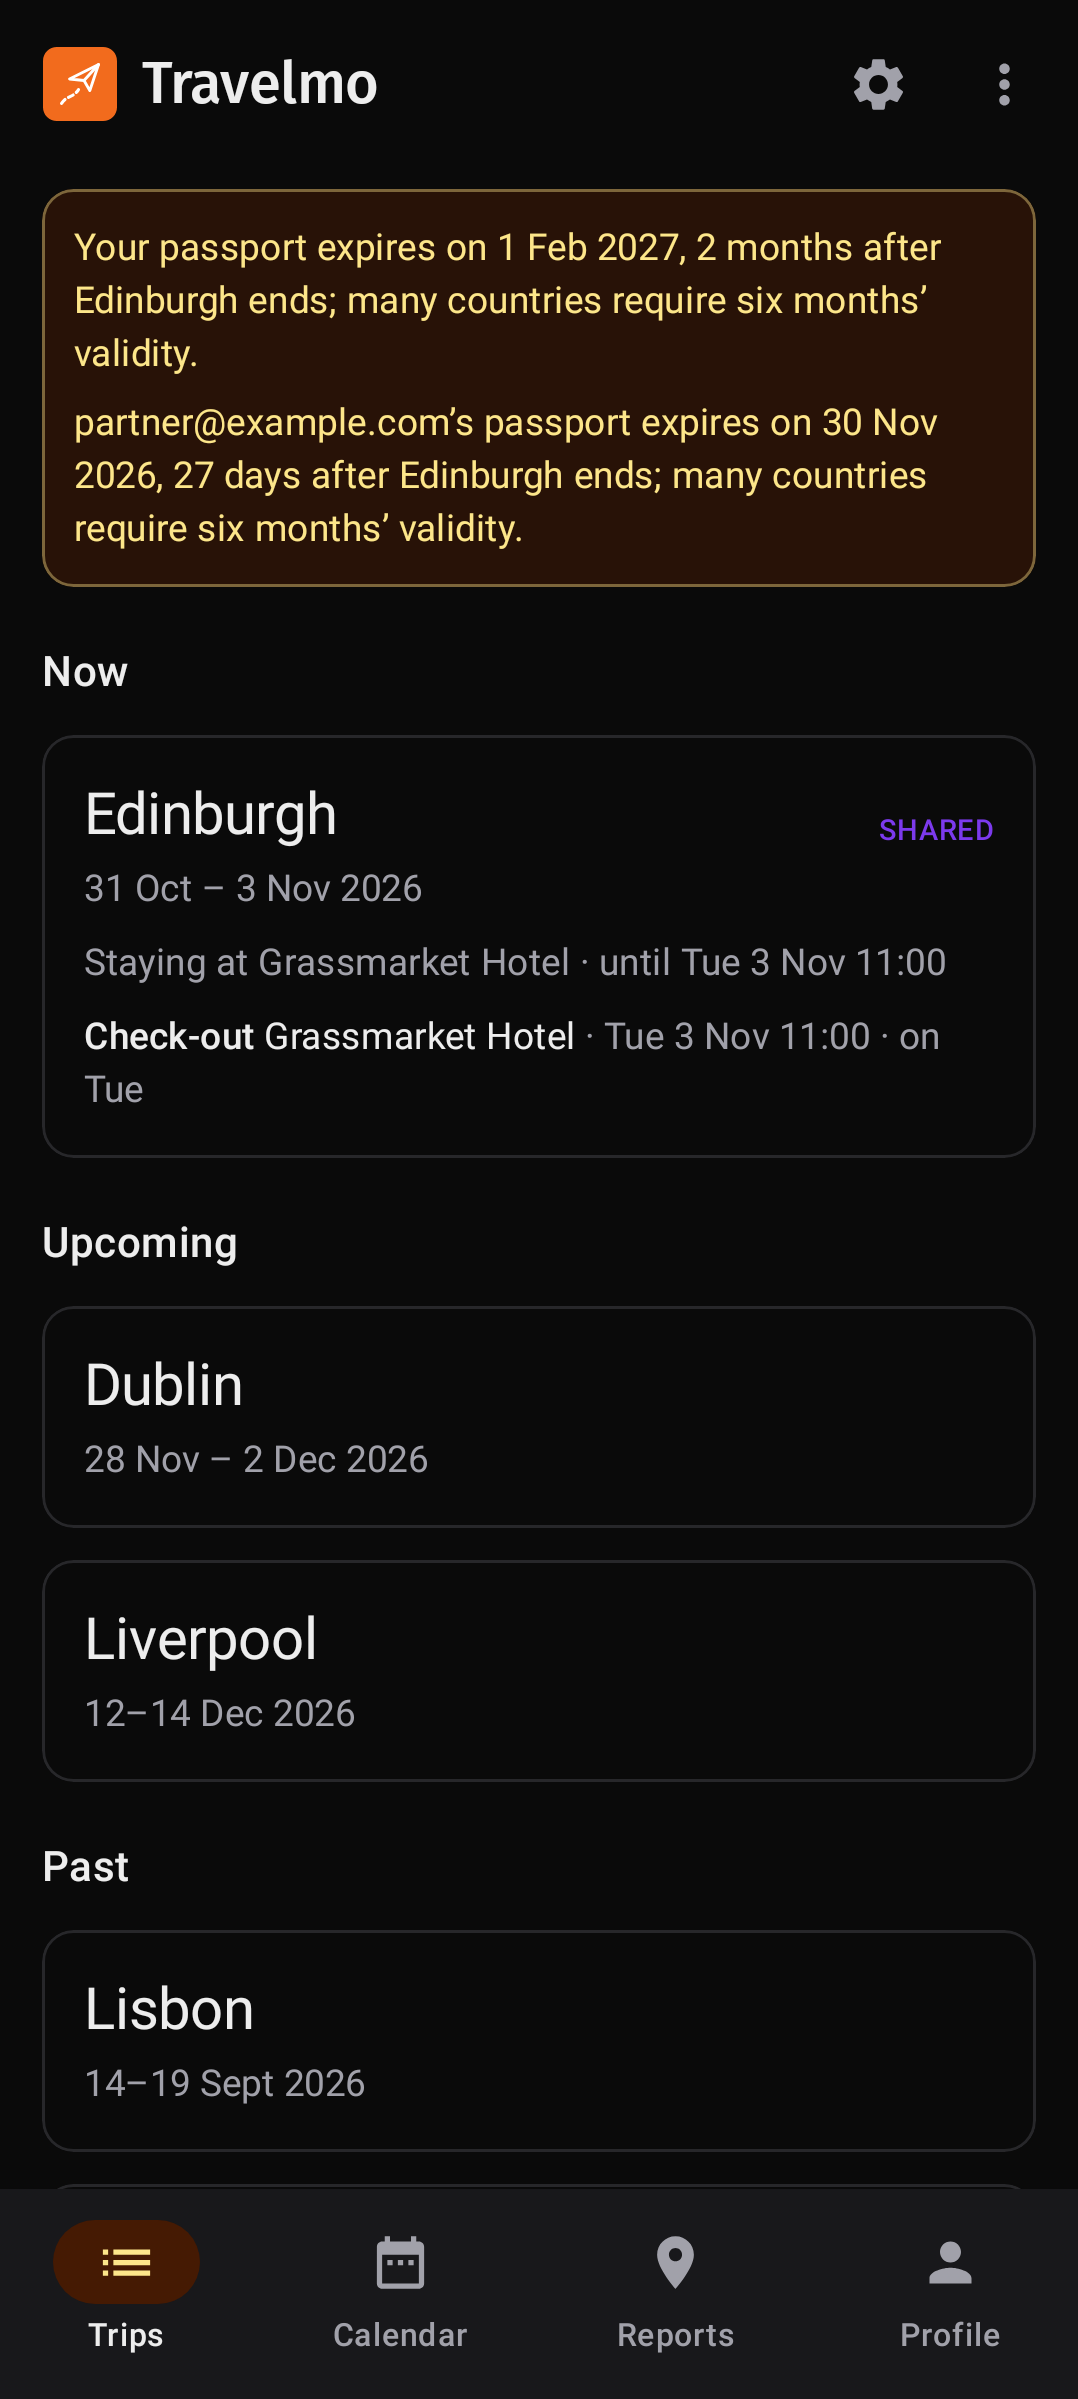 Travelmo
Your passport expires on 1 Feb 2027, 2 months after
Edinburgh ends; many countries require six months’
validity.
partner@example.com’s passport expires on 30 Nov
2026, 27 days after Edinburgh ends; many countries
require six months’ validity.
Now
Edinburgh
SHARED
31 Oct – 3 Nov 2026
Staying at Grassmarket Hotel · until Tue 3 Nov 11:00
Check-out Grassmarket Hotel · Tue 3 Nov 11:00 · on
Tue
Upcoming
Dublin
28 Nov – 2 Dec 2026
Liverpool
12–14 Dec 2026
Past
Lisbon
14–19 Sept 2026
Trips
Calendar
Reports
Profile